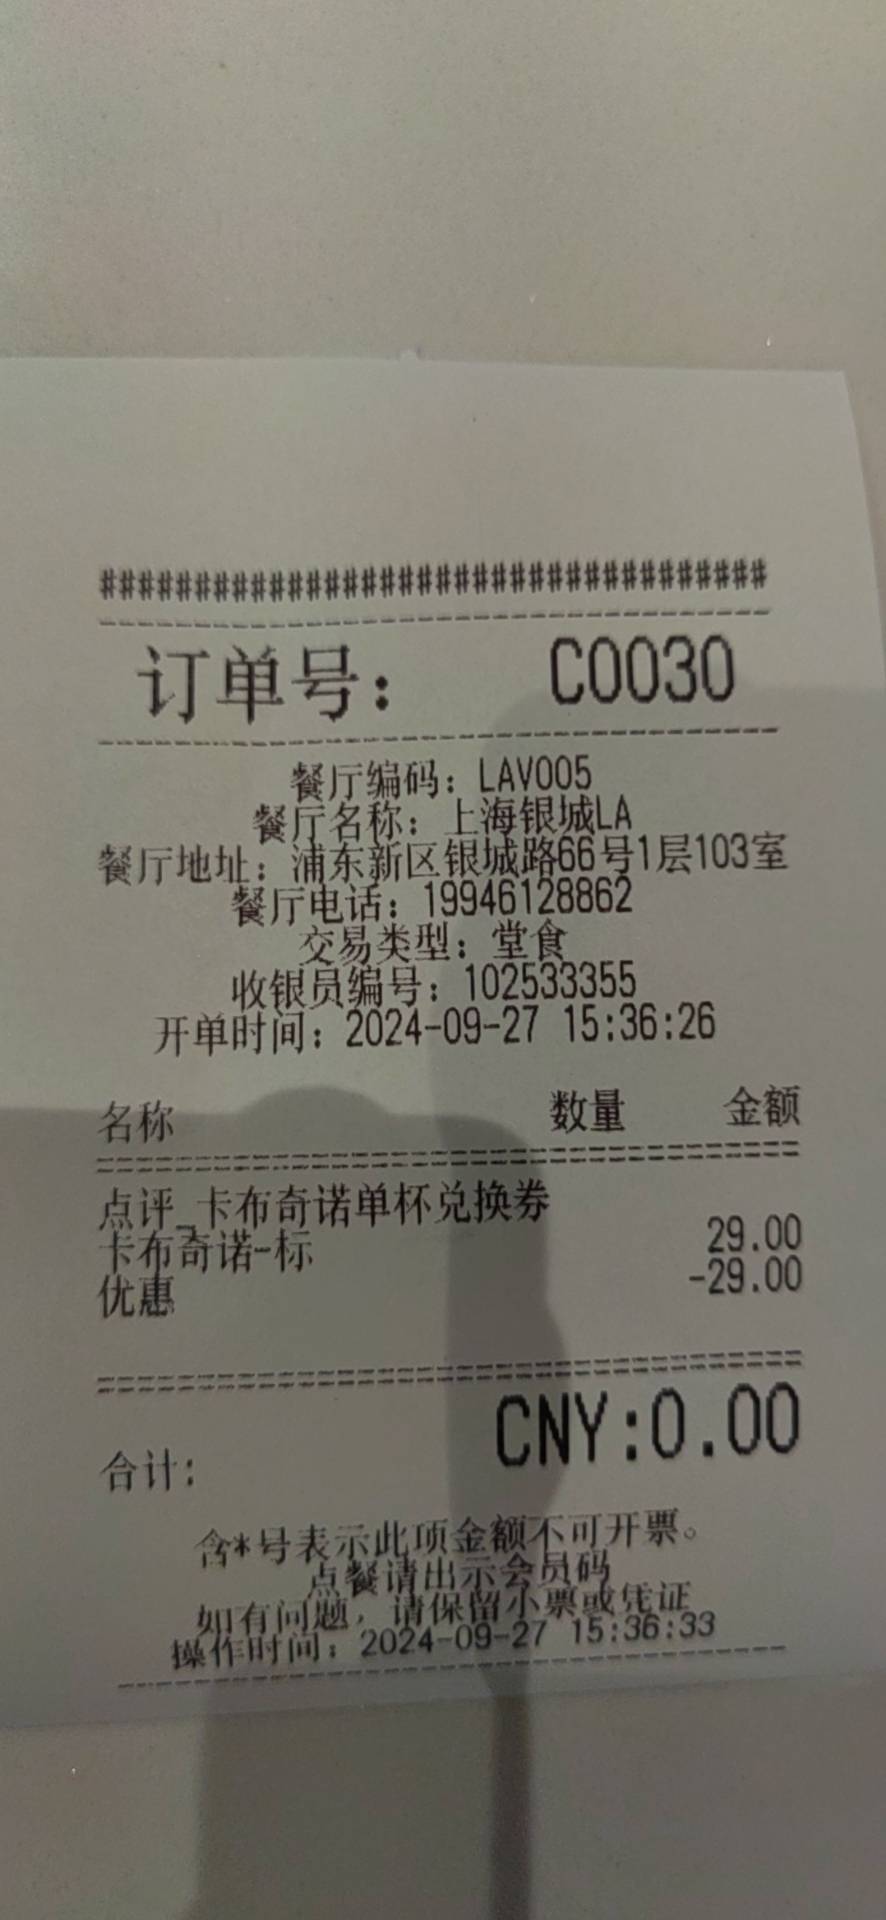 ####################################
订单号： C0030
餐厅编码：LAV005
餐厅名称：上海银城LA
餐厅地址：浦东新区银城路66号1层103室
餐厅电话：19946128862
交易类型：堂食
收银员编号：102533355
开单时间：2024-09-27 15:36:26
名称 数量 金额
点评_卡布奇诺单杯兑换券
卡布奇诺-标 29.00
优惠 -29.00
合计: CNY:0.00
含*号表示此项金额不可开票。
点餐请出示会员码
如有问题，请保留小票或凭证
操作时间：2024-09-27 15:36:33